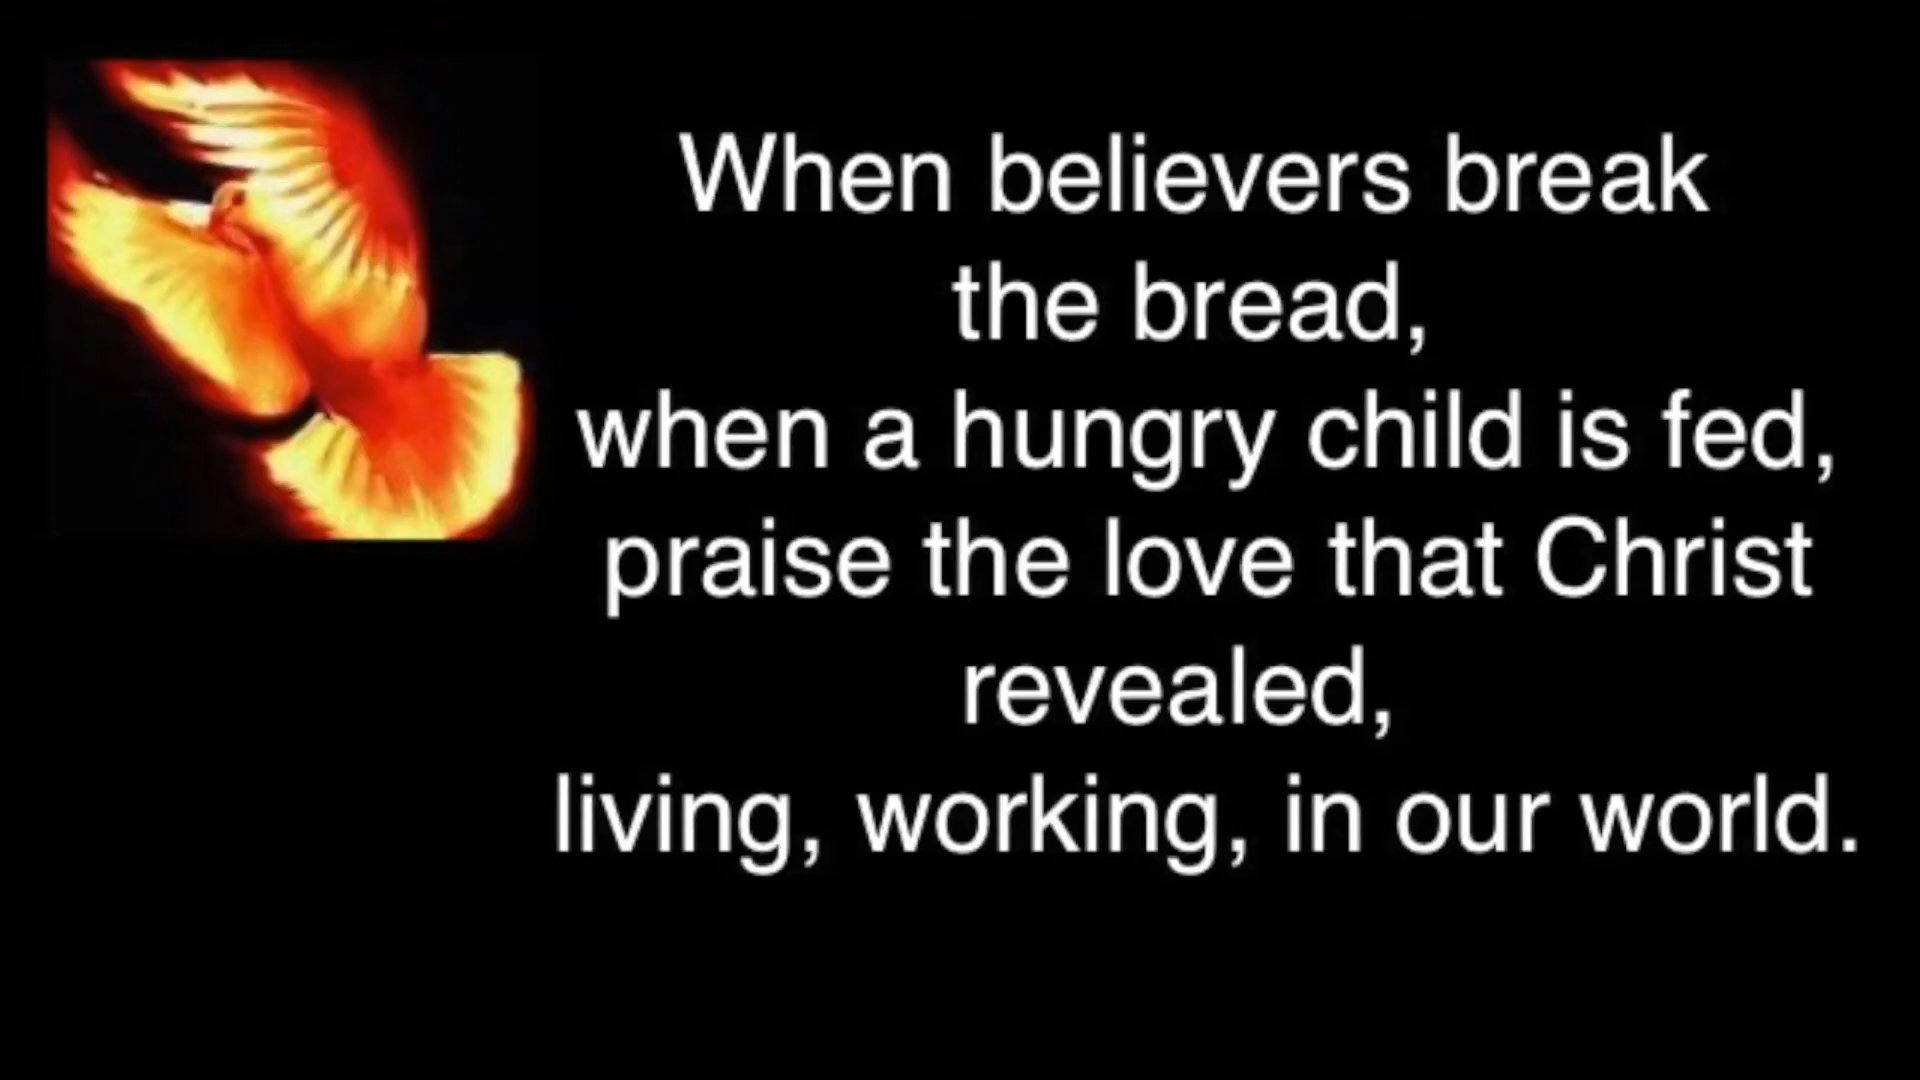 When believers break
the bread,
when a hungry child is fed,
praise the love that Christ
revealed,
living, working, in our world.